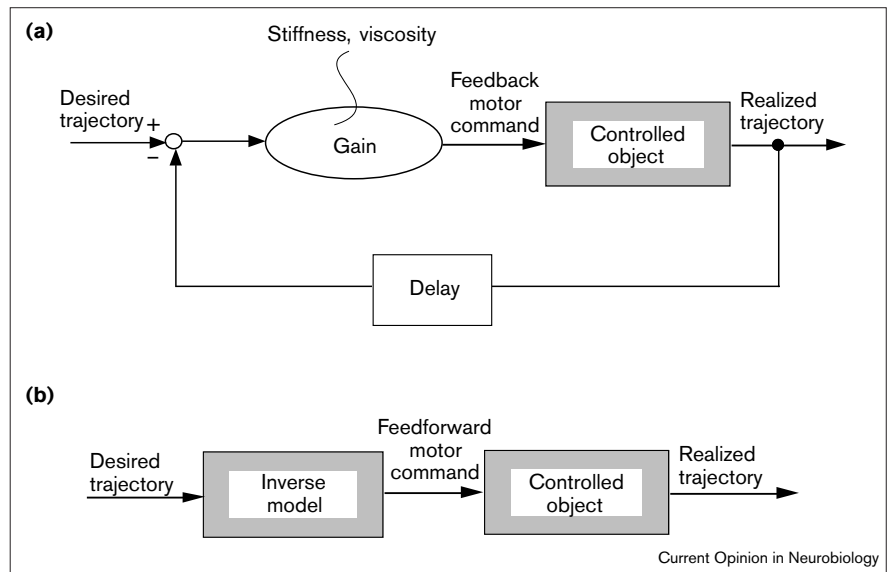 (a)
Stiffness, viscosity
Desired
trajectory
+
−
Gain
Feedback
motor
command
Controlled
object
Realized
trajectory
Delay
(b)
Desired
trajectory
Inverse
model
Feedforward
motor
command
Controlled
object
Realized
trajectory
Current Opinion in Neurobiology